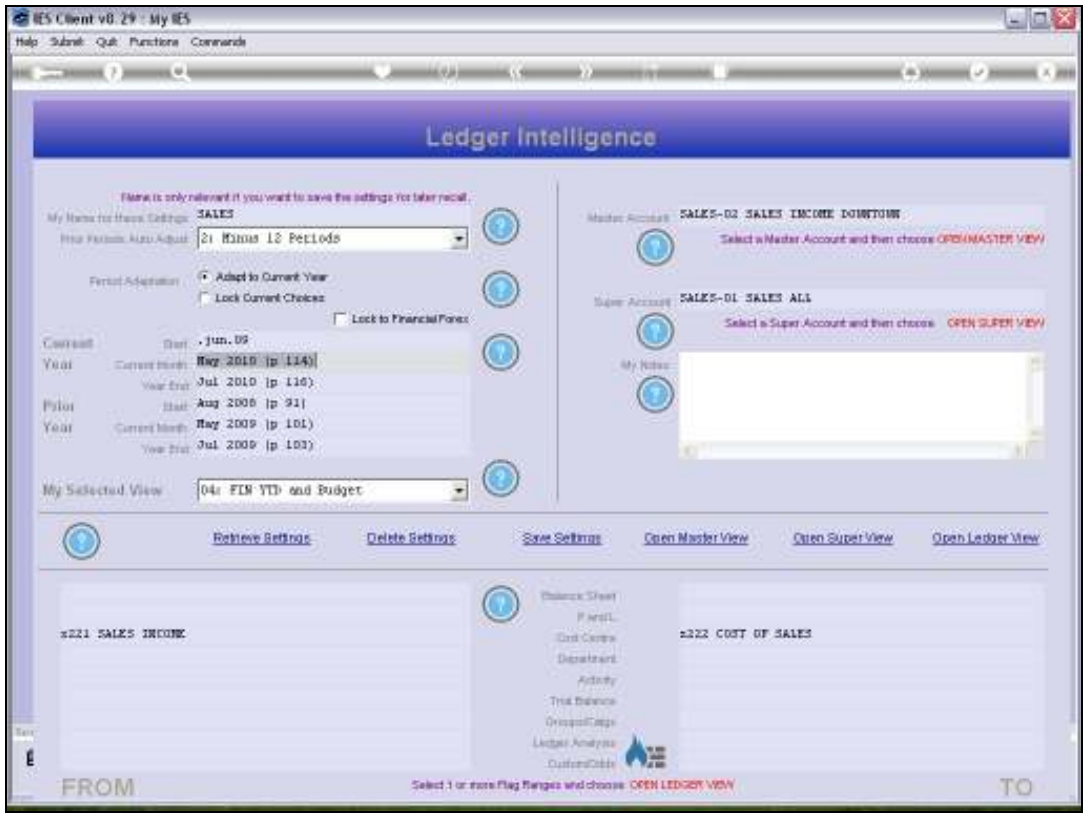 IES Client v8.29 : My IES
Help Submit Quit Functions Commands
Ledger Intelligence
Name is only relevant if you want to save the settings for later recall.
My Name for these Settings SALES
Prior Periods Auto Adjust 2: Minus 12 Periods
Period Adaptation Adapt to Current Year
Lock Current Choices
Lock to Financial Forex
Current Start .jun.09
Year Current Month May 2010 (p 114)
Year End Jul 2010 (p 116)
Prior Start Aug 2008 (p 91)
Year Current Month May 2009 (p 101)
Year End Jul 2009 (p 103)
My Selected View 04: FIN YTD and Budget
Master Account SALES-02 SALES INCOME DOWNTOWN
Select a Master Account and then choose OPEN MASTER VIEW
Super Account SALES-01 SALES ALL
Select a Super Account and then choose OPEN SUPER VIEW
My Notes
Retrieve Settings Delete Settings Save Settings Open Master View Open Super View Open Ledger View
Balance Sheet
P and L
z221 SALES INCOME Cost Centre z222 COST OF SALES
Department
Activity
Trial Balance
Ledger Analysis
FROM Select 1 or more Flag Ranges and choose OPEN LEDGER VIEW TO